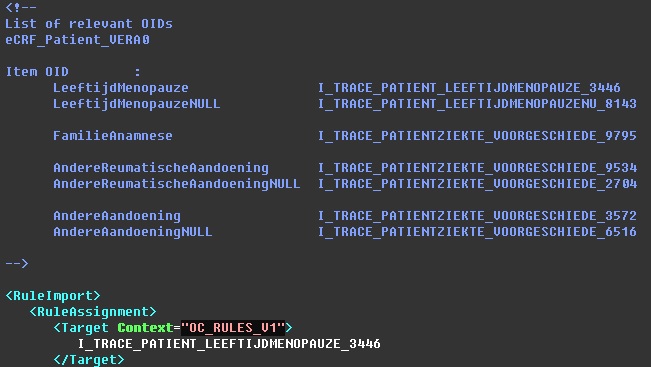 <!--
List of relevant OIDs
eCRF_Patient_VERA0
Item OID        :
      LeeftijdMenopauze                I_TRACE_PATIENT_LEEFTIJDMENOPAUZE_3446
      LeeftijdMenopauzeNULL            I_TRACE_PATIENT_LEEFTIJDMENOPAUZENU_8143
      FamilieAnamnese                  I_TRACE_PATIENTZIEKTE_VOORGESCHIEDE_9795
      AndereReumatischeAandoening      I_TRACE_PATIENTZIEKTE_VOORGESCHIEDE_9534
      AndereReumatischeAandoeningNULL  I_TRACE_PATIENTZIEKTE_VOORGESCHIEDE_2704
      AndereAandoening                 I_TRACE_PATIENTZIEKTE_VOORGESCHIEDE_3572
      AndereAandoeningNULL             I_TRACE_PATIENTZIEKTE_VOORGESCHIEDE_6516
-->
<RuleImport>
   <RuleAssignment>
      <Target Context="OC_RULES_V1">
         I_TRACE_PATIENT_LEEFTIJDMENOPAUZE_3446
      </Target>